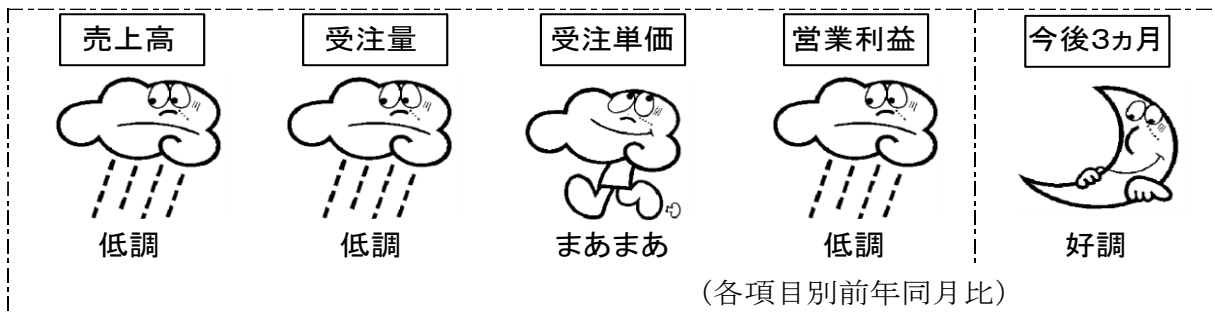 売上高 受注量 受注単価 営業利益 今後3ヵ月
低調 低調 まあまあ 低調 好調
(各項目別前年同月比)